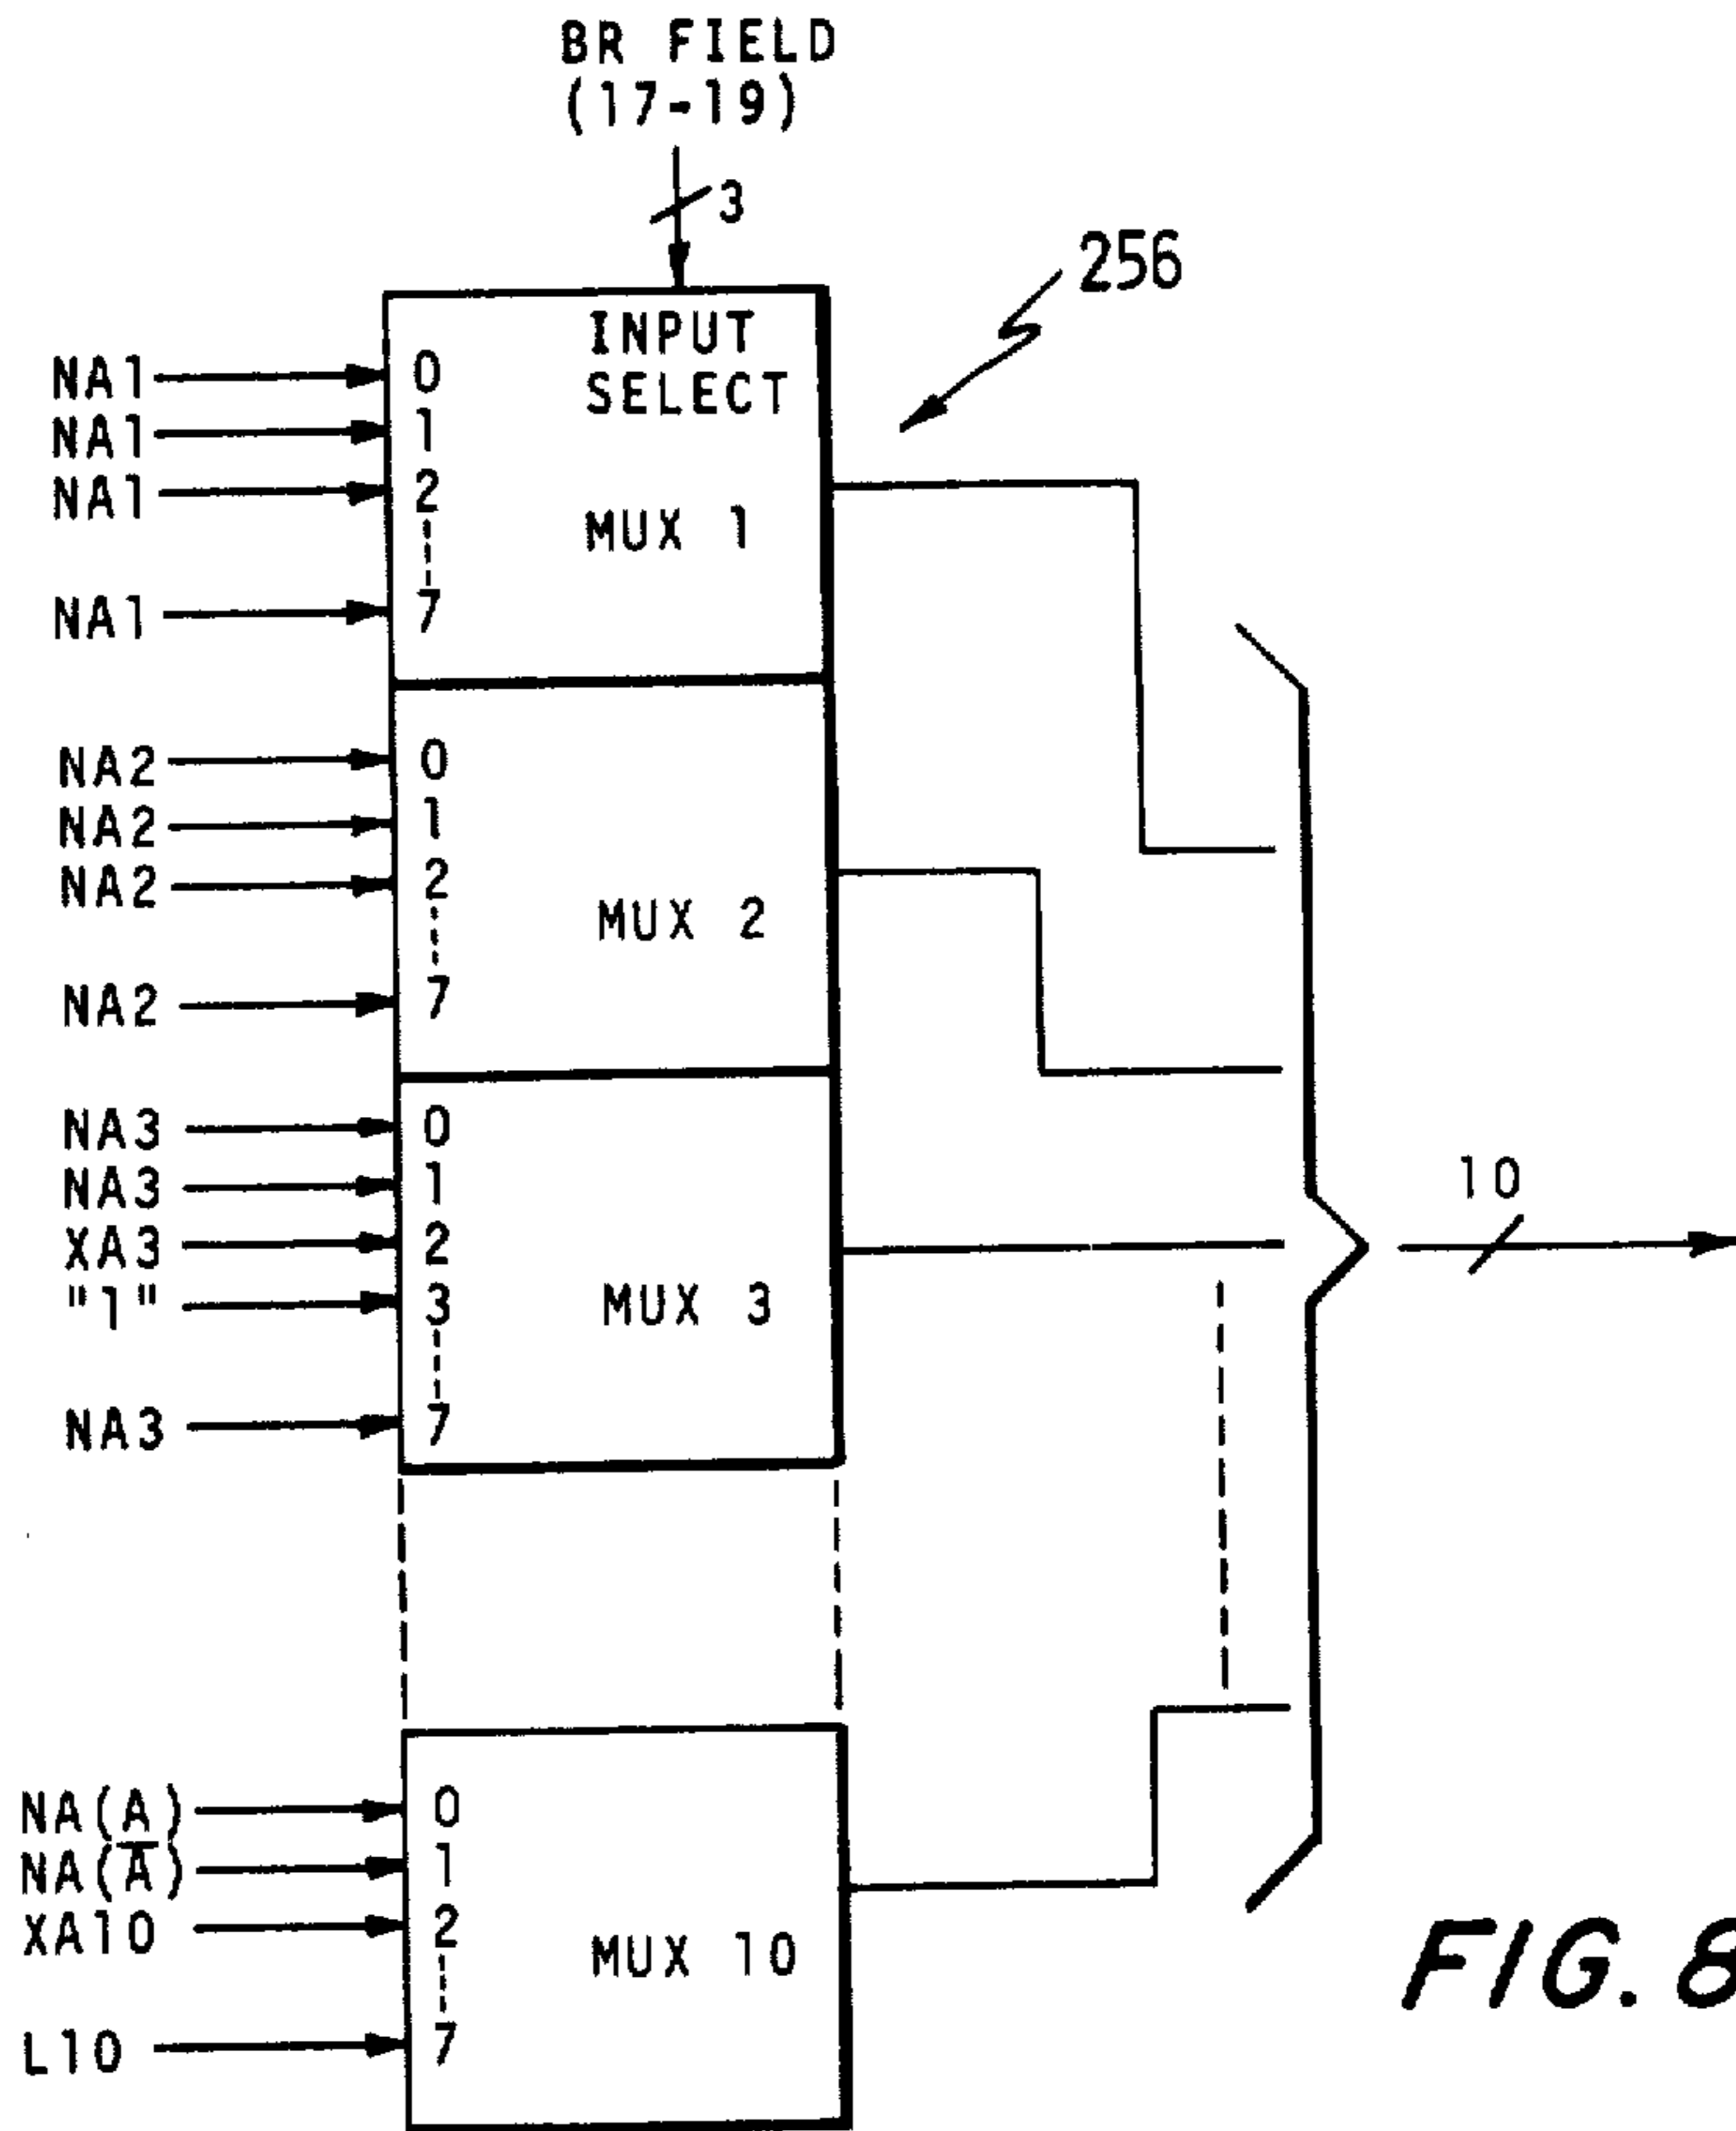 BR FIELD
(17-19)
3
256
INPUT
SELECT
NA1 0
NA1 1
NA1 2
MUX 1
NA1 7
NA2 0
NA2 1
NA2 2
MUX 2
NA2 7
NA3 0
NA3 1
XA3 2
"1" 3
MUX 3
NA3 7
10
NA(A) 0
NA(A̅) 1
XA10 2
MUX 10
L10 7
FIG. 8